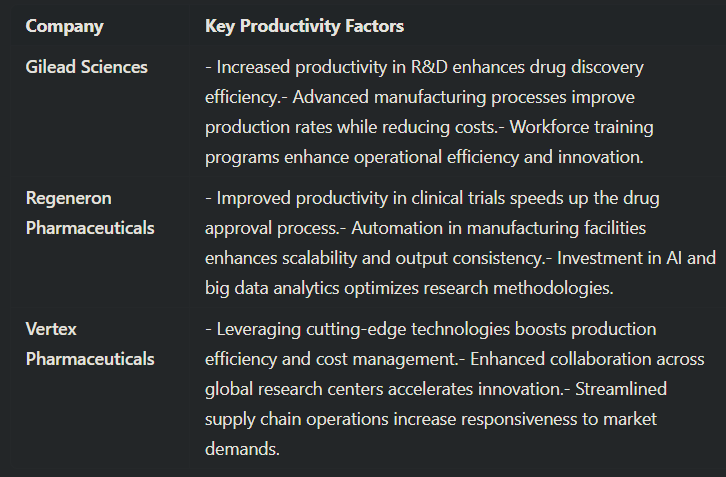 Company Key Productivity Factors
Gilead Sciences - Increased productivity in R&D enhances drug discovery
efficiency.- Advanced manufacturing processes improve
production rates while reducing costs.- Workforce training
programs enhance operational efficiency and innovation.
Regeneron - Improved productivity in clinical trials speeds up the drug
Pharmaceuticals approval process.- Automation in manufacturing facilities
enhances scalability and output consistency.- Investment in AI and
big data analytics optimizes research methodologies.
Vertex - Leveraging cutting-edge technologies boosts production
Pharmaceuticals efficiency and cost management.- Enhanced collaboration across
global research centers accelerates innovation.- Streamlined
supply chain operations increase responsiveness to market
demands.